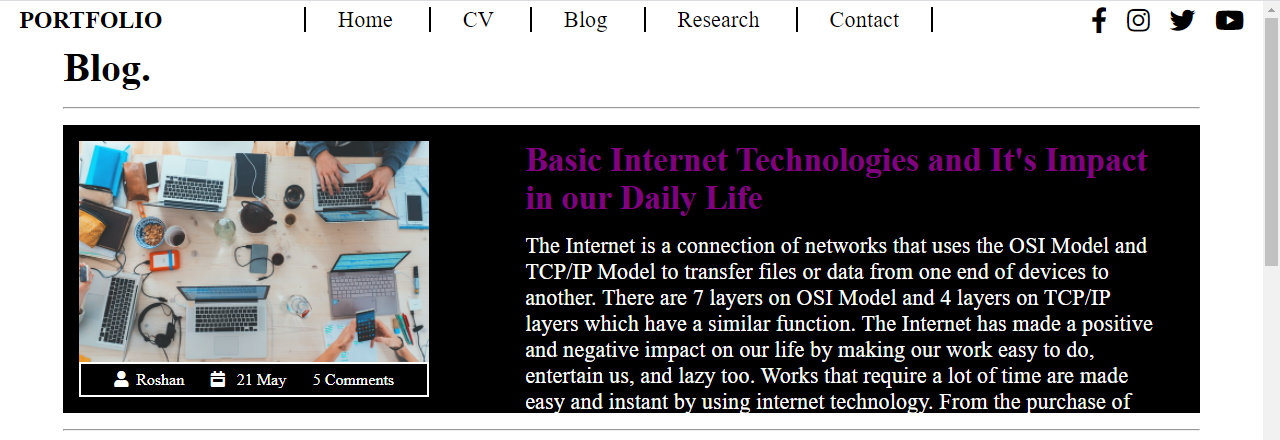 PORTFOLIO Home CV Blog Research Contact
Blog.
Basic Internet Technologies and It's Impact
in our Daily Life
The Internet is a connection of networks that uses the OSI Model and
TCP/IP Model to transfer files or data from one end of devices to
another. There are 7 layers on OSI Model and 4 layers on TCP/IP
layers which have a similar function. The Internet has made a positive
and negative impact on our life by making our work easy to do,
entertain us, and lazy too. Works that require a lot of time are made
easy and instant by using internet technology. From the purchase of
Roshan 21 May 5 Comments